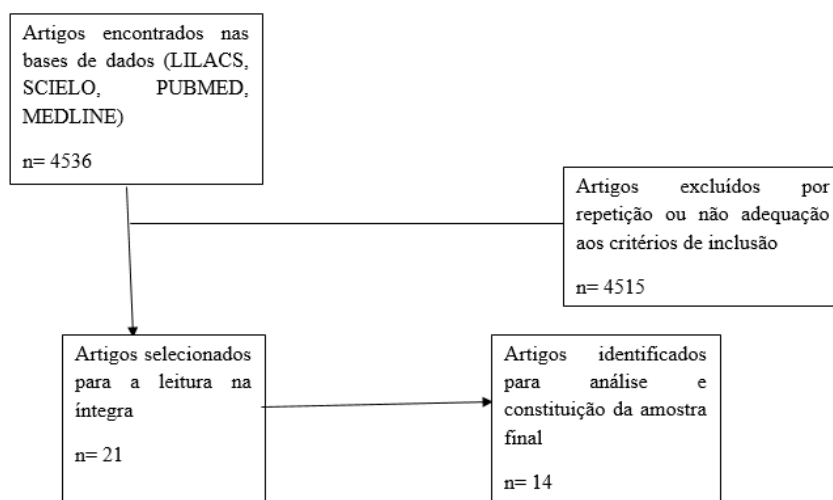 Artigos encontrados nas
bases de dados (LILACS,
SCIELO, PUBMED,
MEDLINE)
n= 4536
Artigos excluídos por
repetição ou não adequação
aos critérios de inclusão
n= 4515
Artigos selecionados
para a leitura na
íntegra
n= 21
Artigos identificados
para análise e
constituição da amostra
final
n= 14